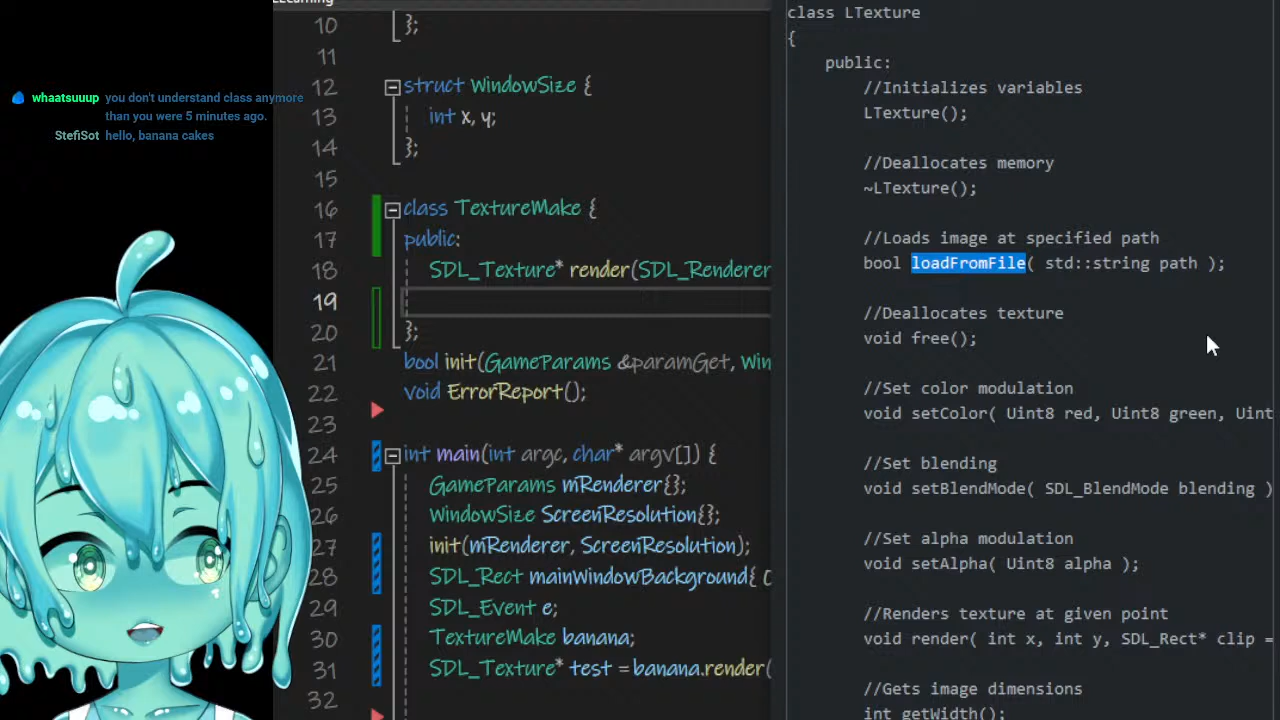 LLearning
whaatsuuup you don't understand class anymore
than you were 5 minutes ago.
StefiSot hello, banana cakes
10 };
11
12 struct WindowSize {
13 int x, y;
14 };
15
16 class TextureMake {
17 public:
18 SDL_Texture* render(SDL_Renderer
19
20 };
21 bool init(GameParams &paramGet, Win
22 void ErrorReport();
23
24 int main(int argc, char* argv[]) {
25 GameParams mRenderer{};
26 WindowSize ScreenResolution{};
27 init(mRenderer, ScreenResolution);
28 SDL_Rect mainWindowBackground{
29 SDL_Event e;
30 TextureMake banana;
31 SDL_Texture* test = banana.render(
32
class LTexture
{
public:
//Initializes variables
LTexture();
//Deallocates memory
~LTexture();
//Loads image at specified path
bool loadFromFile( std::string path );
//Deallocates texture
void free();
//Set color modulation
void setColor( Uint8 red, Uint8 green, Uint
//Set blending
void setBlendMode( SDL_BlendMode blending )
//Set alpha modulation
void setAlpha( Uint8 alpha );
//Renders texture at given point
void render( int x, int y, SDL_Rect* clip =
//Gets image dimensions
int getWidth();